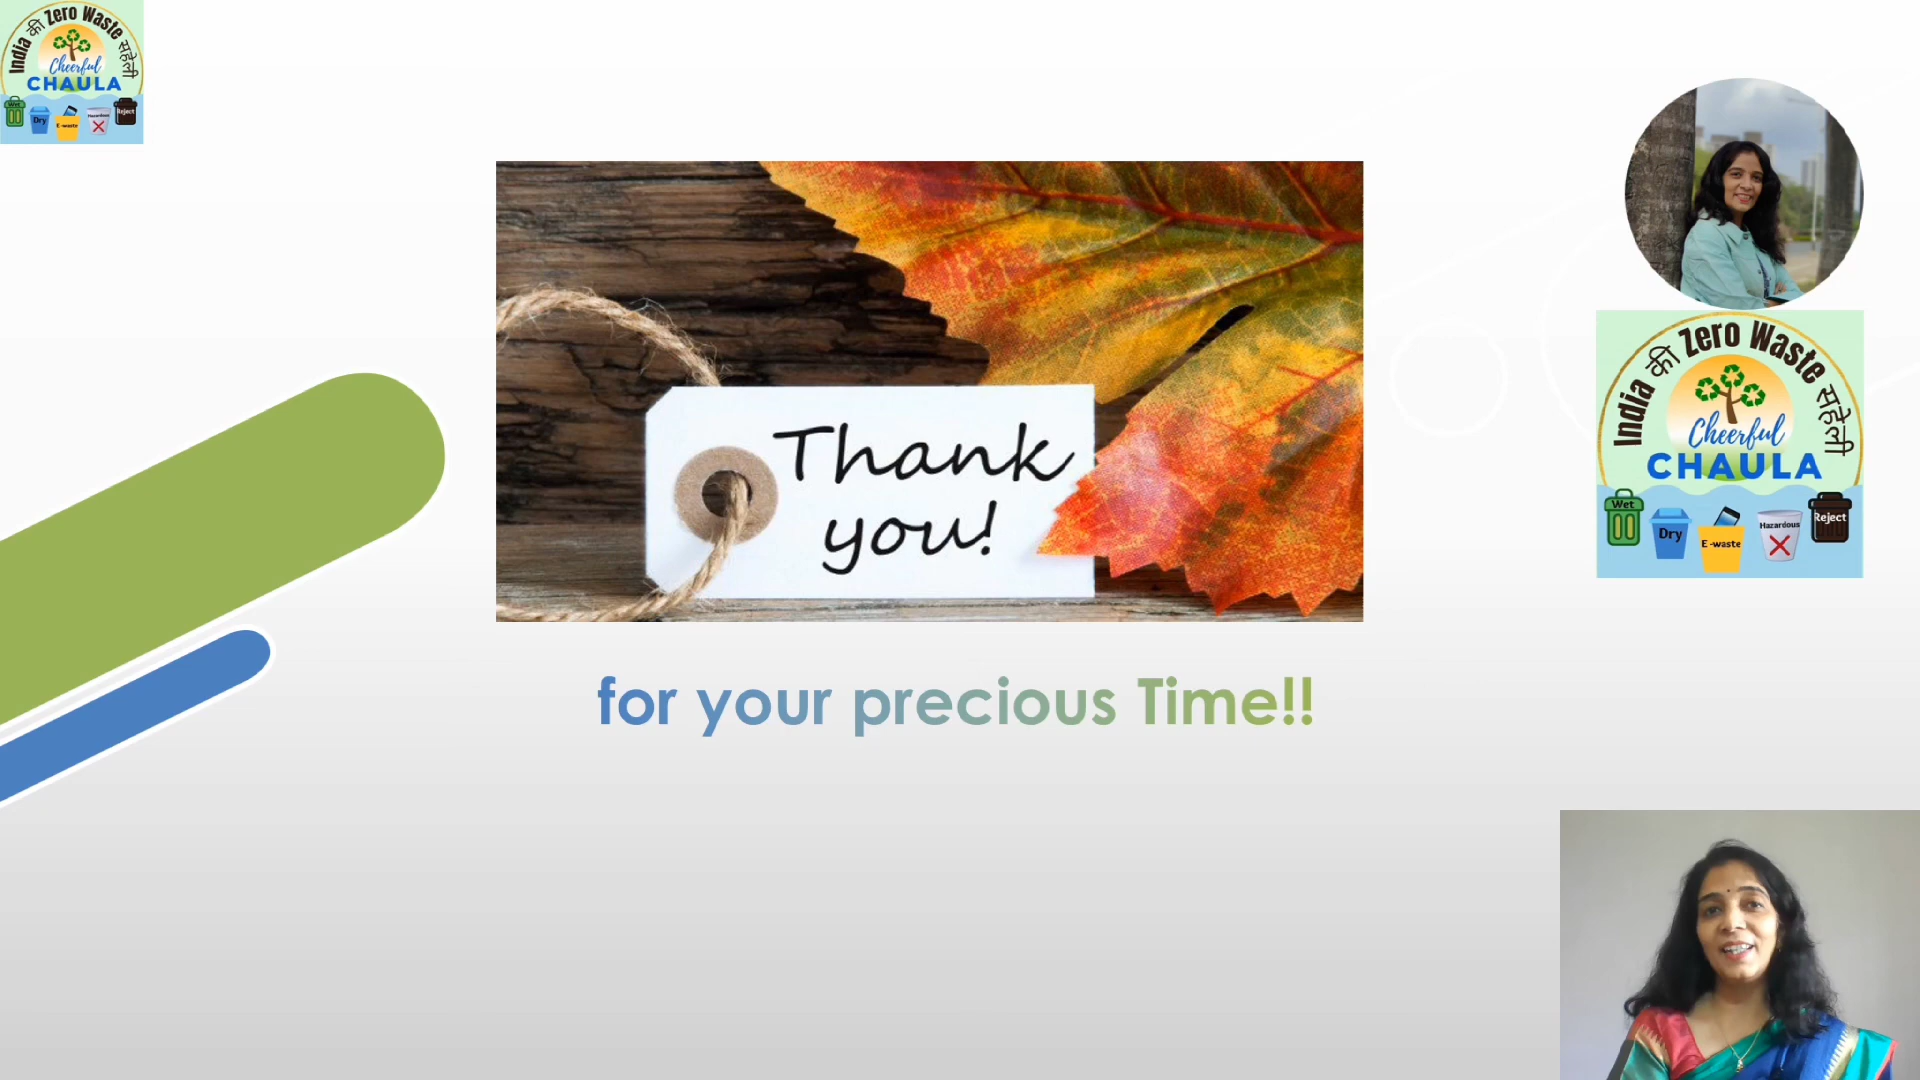 India की Zero Waste सहेली
Cheerful
CHAULA
Wet
Dry
E-waste
Hazardous
Reject
Thank
you!
for your precious Time!!
India की Zero Waste सहेली
Cheerful
CHAULA
Wet
Dry
E-waste
Hazardous
Reject